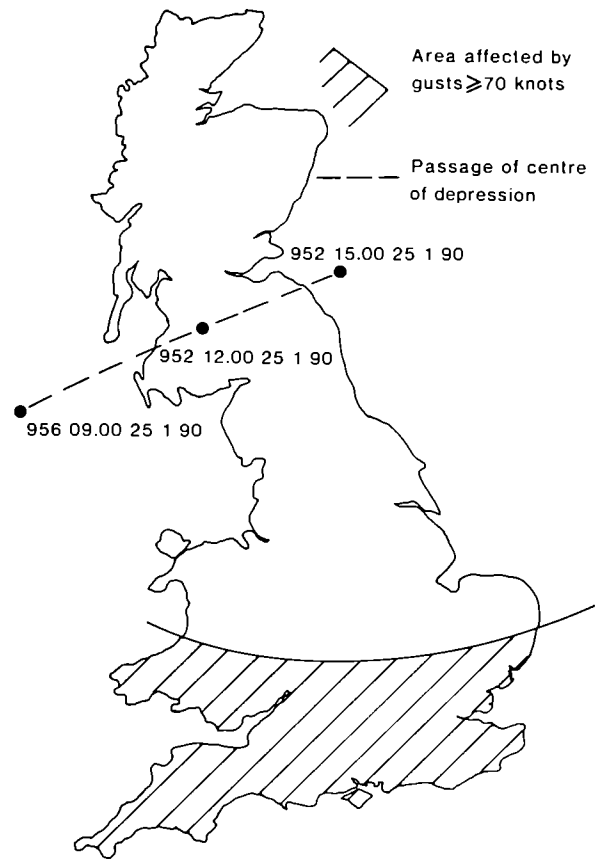 Area affected by
gusts⩾70 knots
Passage of centre
of depression
952 15.00 25 1 90
952 12.00 25 1 90
956 09.00 25 1 90